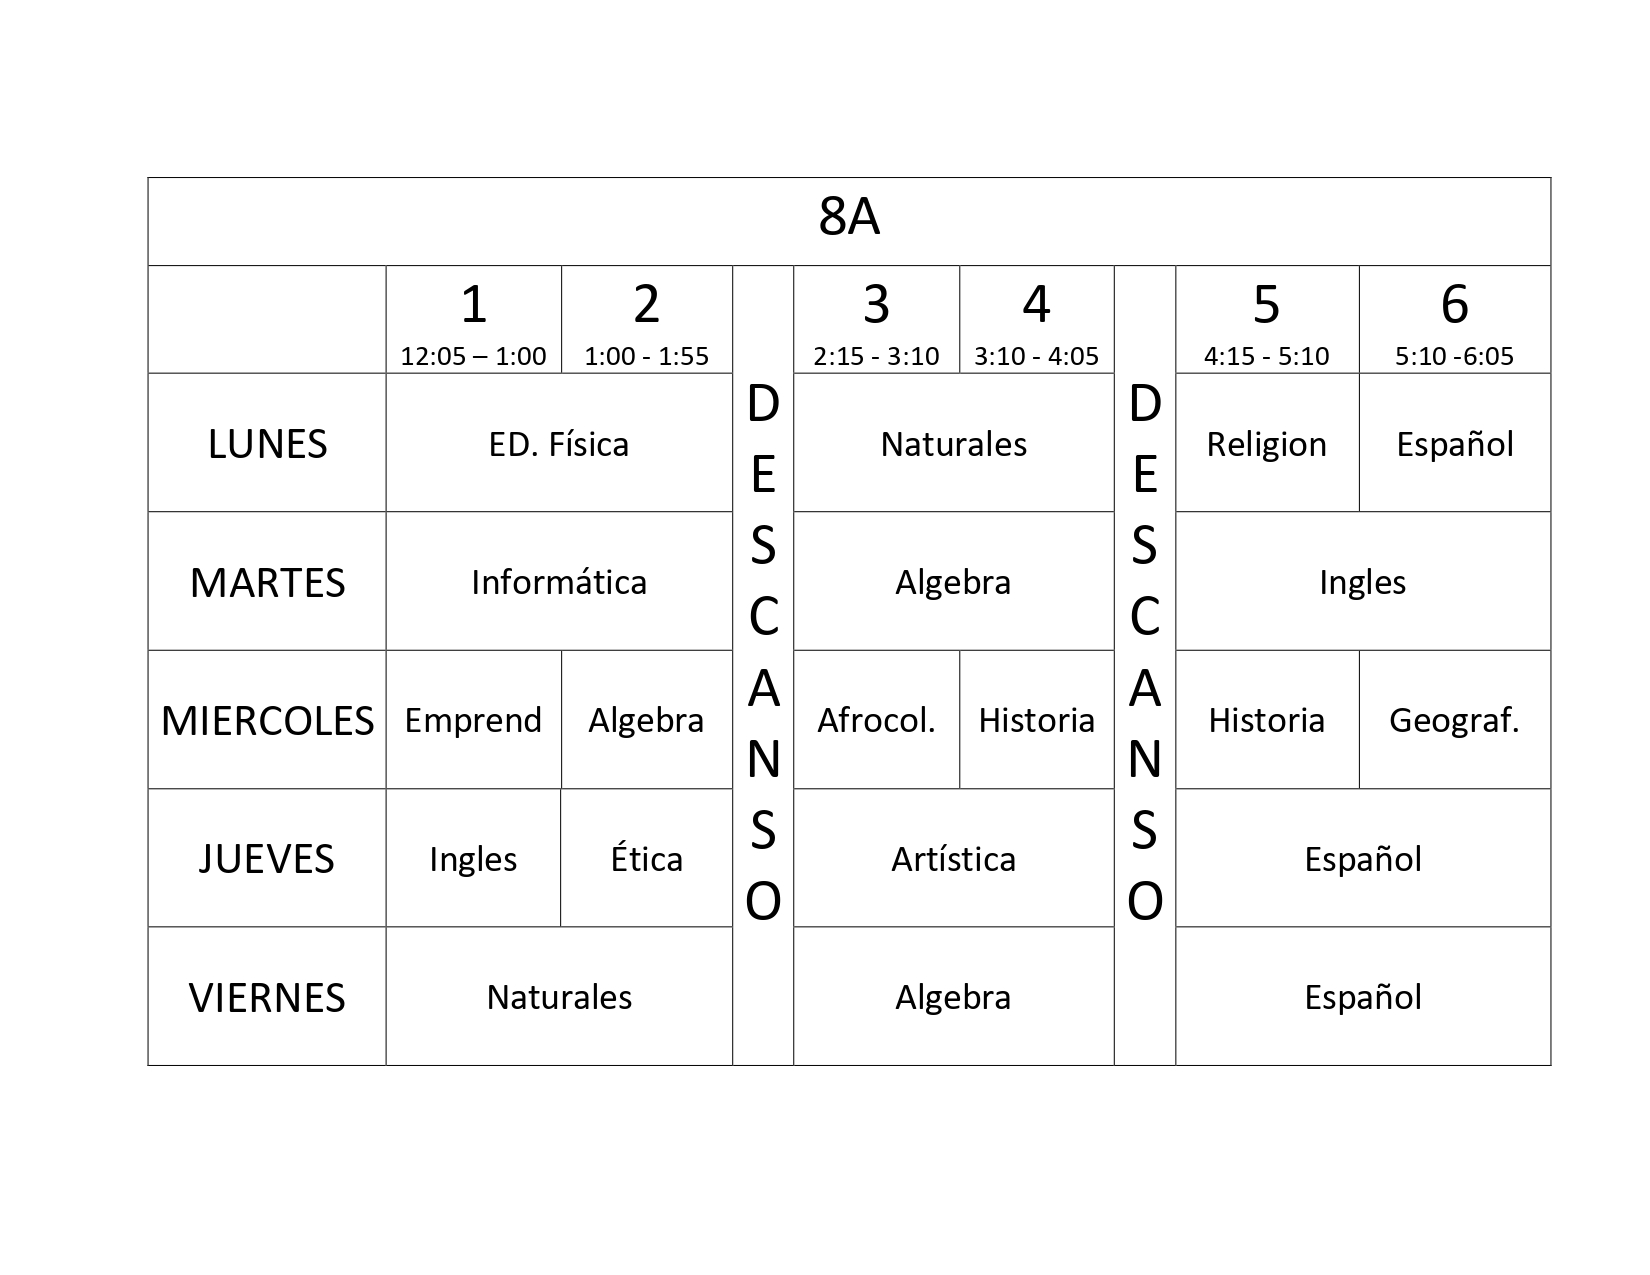 8A
1 2 3 4 5 6
12:05 – 1:00 1:00 - 1:55 2:15 - 3:10 3:10 - 4:05 4:15 - 5:10 5:10 -6:05
DESCANSO
DESCANSO
LUNES ED. Física Naturales Religion Español
MARTES Informática Algebra Ingles
MIERCOLES Emprend Algebra Afrocol. Historia Historia Geograf.
JUEVES Ingles Ética Artística Español
VIERNES Naturales Algebra Español